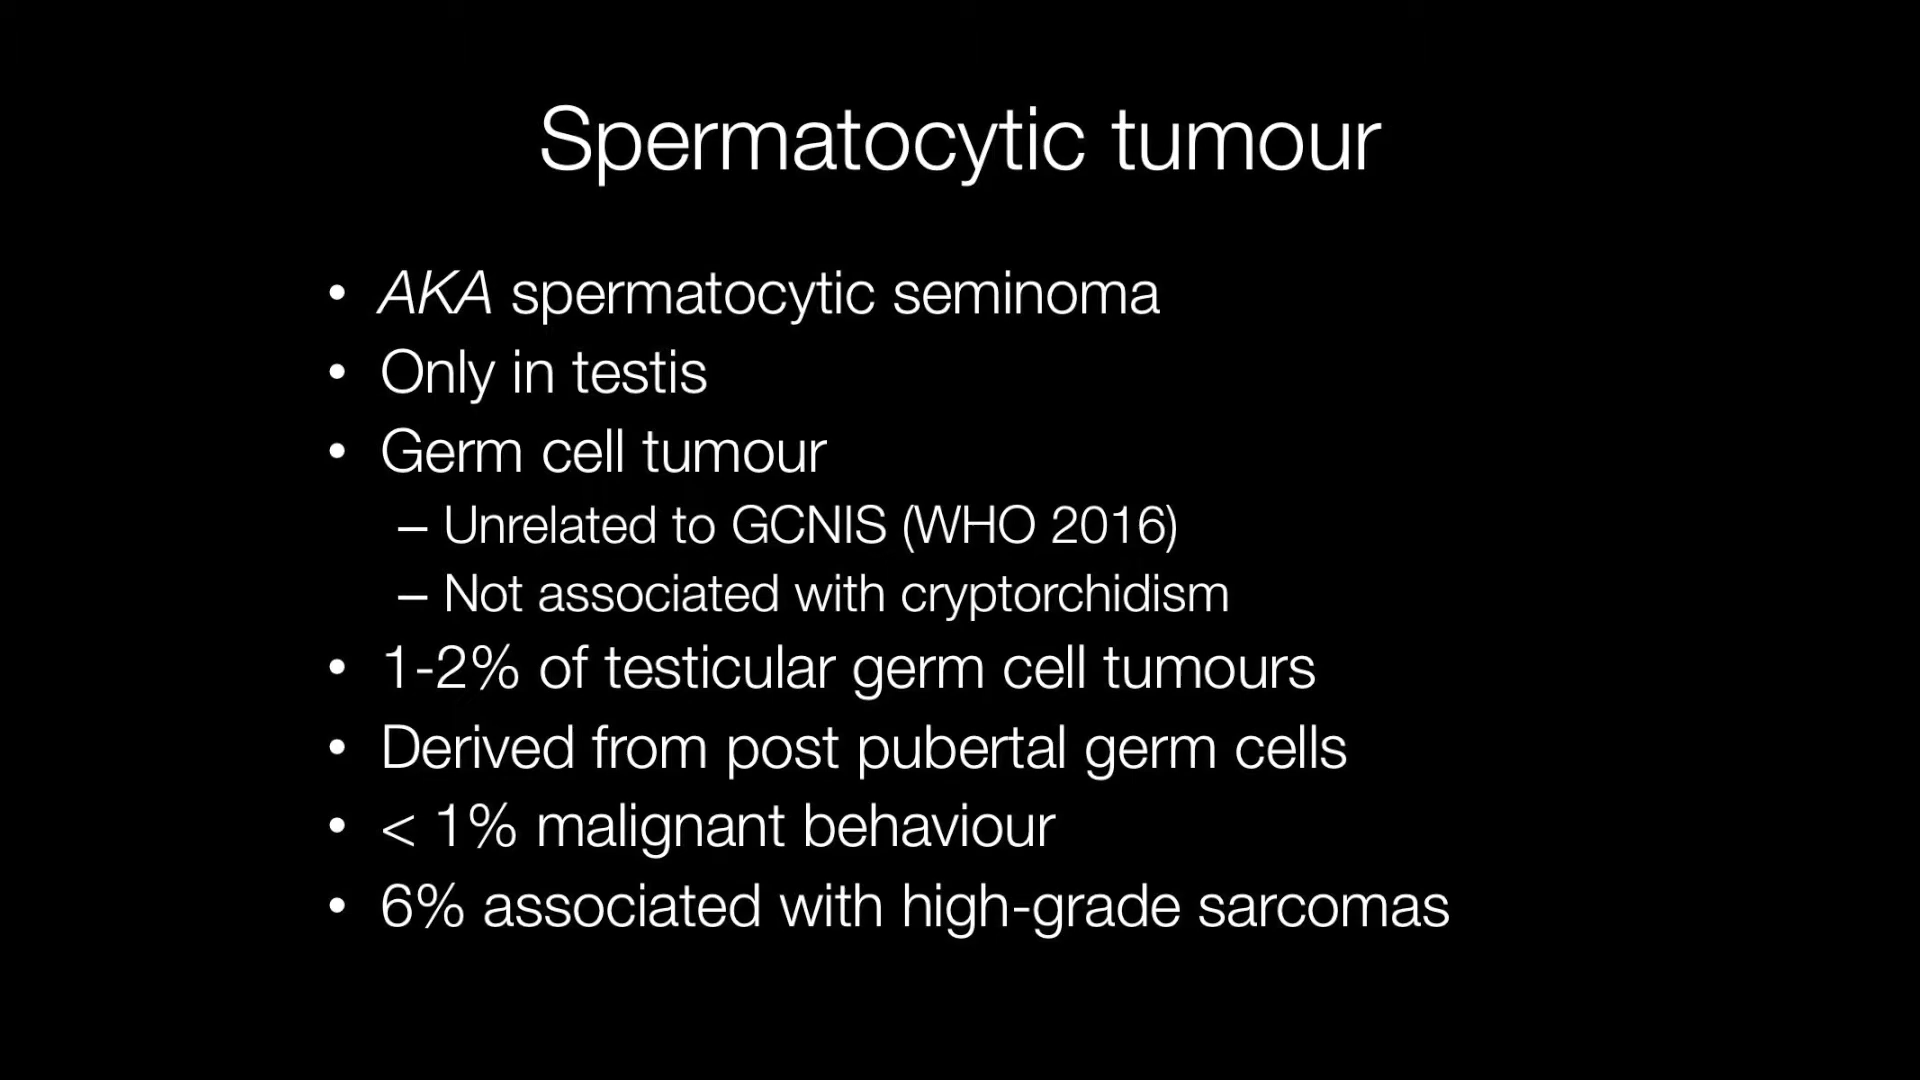 Spermatocytic tumour
• AKA spermatocytic seminoma
• Only in testis
• Germ cell tumour
– Unrelated to GCNIS (WHO 2016)
– Not associated with cryptorchidism
• 1-2% of testicular germ cell tumours
• Derived from post pubertal germ cells
• < 1% malignant behaviour
• 6% associated with high-grade sarcomas